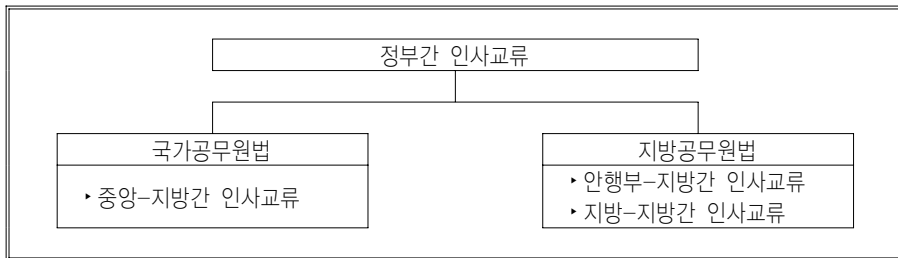 정부간 인사교류
국가공무원법
‣중앙-지방간 인사교류
지방공무원법
‣안행부-지방간 인사교류
‣지방-지방간 인사교류